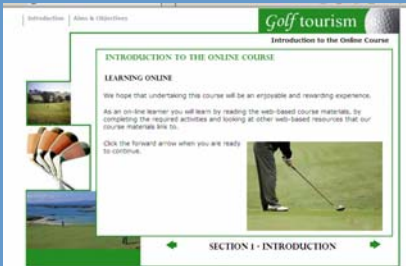 Introduction | Aims & Objectives
Golf tourism
Introduction to the Online Course
INTRODUCTION TO THE ONLINE COURSE
LEARNING ONLINE
We hope that undertaking this course will be an enjoyable and rewarding experience.
As an on-line learner you will learn by reading the web-based course materials, by
completing the required activities and looking at other web-based resources that our
course materials link to.
Click the forward arrow when you are ready
to continue.
SECTION 1 - INTRODUCTION